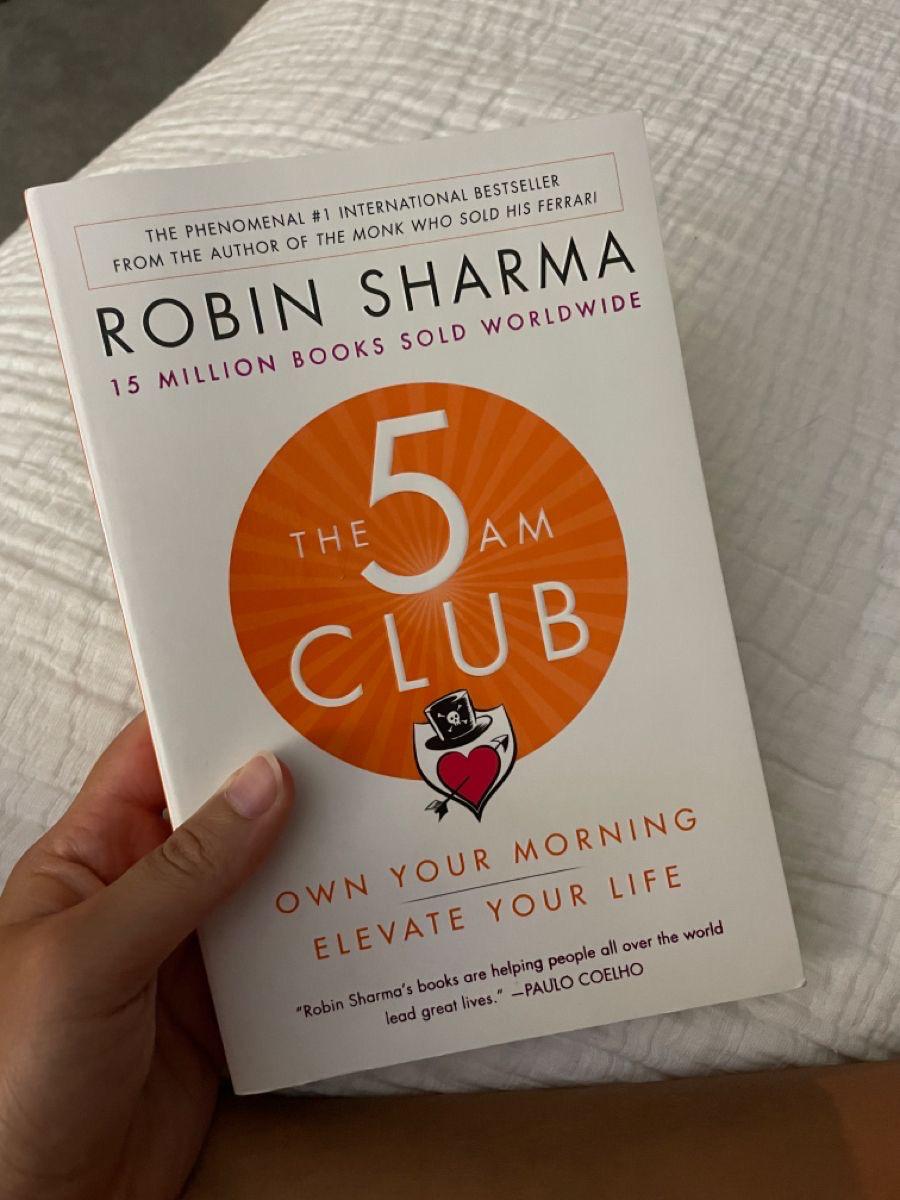 THE PHENOMENAL #1 INTERNATIONAL BESTSELLER
FROM THE AUTHOR OF THE MONK WHO SOLD HIS FERRARI
ROBIN SHARMA
15 MILLION BOOKS SOLD WORLDWIDE
THE 5 AM
CLUB
OWN YOUR MORNING
ELEVATE YOUR LIFE
"Robin Sharma's books are helping people all over the world
lead great lives." —PAULO COELHO